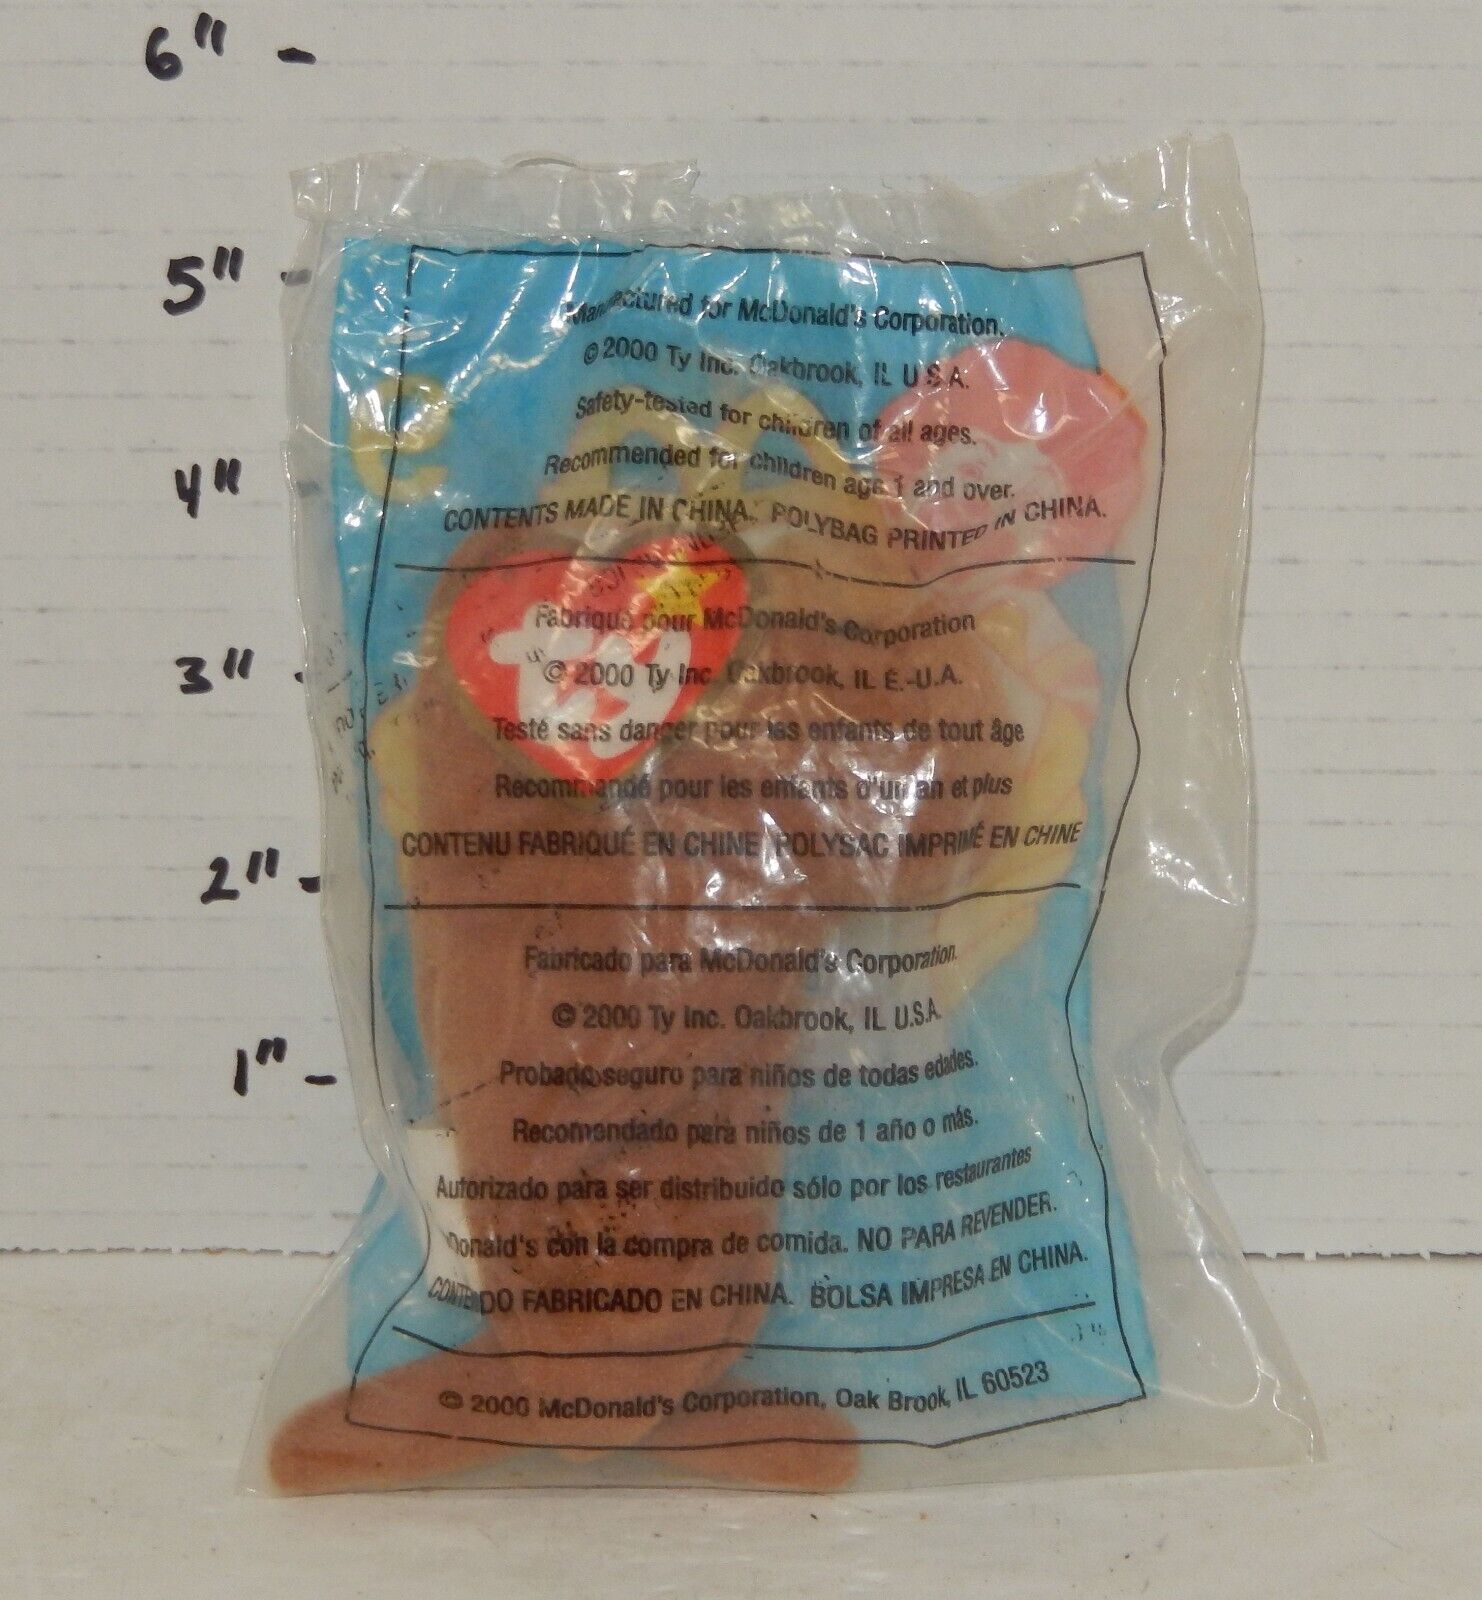 6" -
5" -
4"
3" -
2" -
1" -
Manufactured for McDonald's Corporation.
© 2000 Ty Inc. Oakbrook, IL U.S.A.
Safety-tested for children of all ages.
Recommended for children age 1 and over.
CONTENTS MADE IN CHINA. POLYBAG PRINTED IN CHINA.
ty
Fabriqué pour McDonald's Corporation
© 2000 Ty Inc. Oakbrook, IL É.-U.A.
Testé sans danger pour les enfants de tout âge
Recommandé pour les enfants d'un an et plus
CONTENU FABRIQUÉ EN CHINE POLYSAC IMPRIMÉ EN CHINE
Fabricado para McDonald's Corporation.
© 2000 Ty Inc. Oakbrook, IL U.S.A.
Probado seguro para niños de todas edades.
Recomendado para niños de 1 año o más.
Autorizado para ser distribuido sólo por los restaurantes
Donald's con la compra de comida. NO PARA REVENDER.
CONTENIDO FABRICADO EN CHINA. BOLSA IMPRESA EN CHINA.
© 2000 McDonald's Corporation, Oak Brook, IL 60523